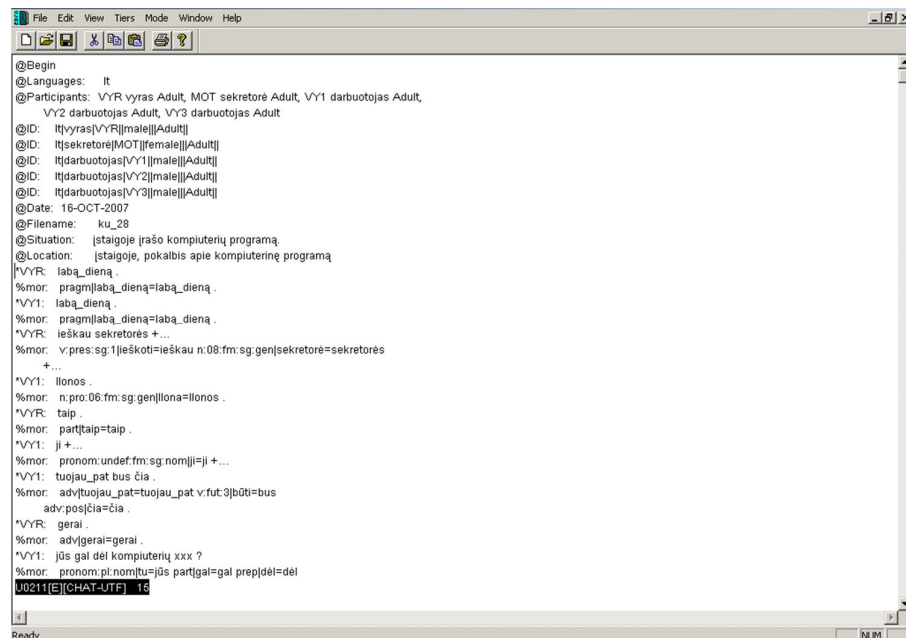 File Edit View Tiers Mode Window Help
@Begin
@Languages: lt
@Participants: VYR vyras Adult, MOT sekretorė Adult, VY1 darbuotojas Adult,
VY2 darbuotojas Adult, VY3 darbuotojas Adult
@ID: lt|vyras|VYR||male|||Adult||
@ID: lt|sekretorė|MOT||female|||Adult||
@ID: lt|darbuotojas|VY1||male|||Adult||
@ID: lt|darbuotojas|VY2||male|||Adult||
@ID: lt|darbuotojas|VY3||male|||Adult||
@Date: 16-OCT-2007
@Filename: ku_28
@Situation: įstaigoje įrašo kompiuterių programą.
@Location: įstaigoje, pokalbis apie kompiuterinę programą
*VYR: labą_dieną .
%mor: pragm|labą_dieną=labą_dieną .
*VY1: labą_dieną .
%mor: pragm|labą_dieną=labą_dieną .
*VYR: ieškau sekretorės +...
%mor: v:pres:sg:1|ieškoti=ieškau n:08:fm:sg:gen|sekretorė=sekretorės
+...
*VY1: Ilonos .
%mor: n:pro:06:fm:sg:gen|Ilona=Ilonos .
*VYR: taip .
%mor: part|taip=taip .
*VY1: ji +...
%mor: pronom:undef:fm:sg:nom|ji=ji +...
*VY1: tuojau_pat bus čia .
%mor: adv|tuojau_pat=tuojau_pat v:fut:3|būti=bus
adv:pos|čia=čia .
*VYR: gerai .
%mor: adv|gerai=gerai .
*VY1: jūs gal dėl kompiuterių xxx ?
%mor: pronom:pl:nom|tu=jūs part|gal=gal prep|dėl=dėl
U0211[E][CHAT-UTF] 15
Ready NUM